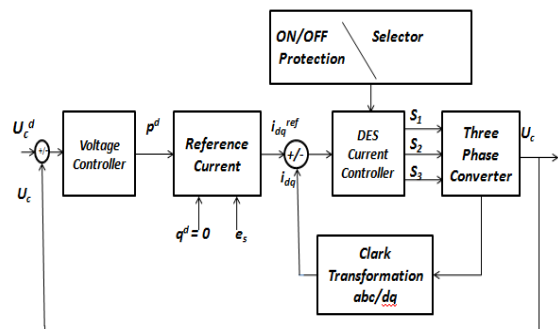 ON/OFF Selector
Protection
U_c^d
+/-
U_c
Voltage
Controller
p^d
Reference
Current
q^d = 0
e_s
i_dq^ref
+/-
i_dq
DES
Current
Controller
S_1
S_2
S_3
Three
Phase
Converter
U_c
Clark
Transformation
abc/dq